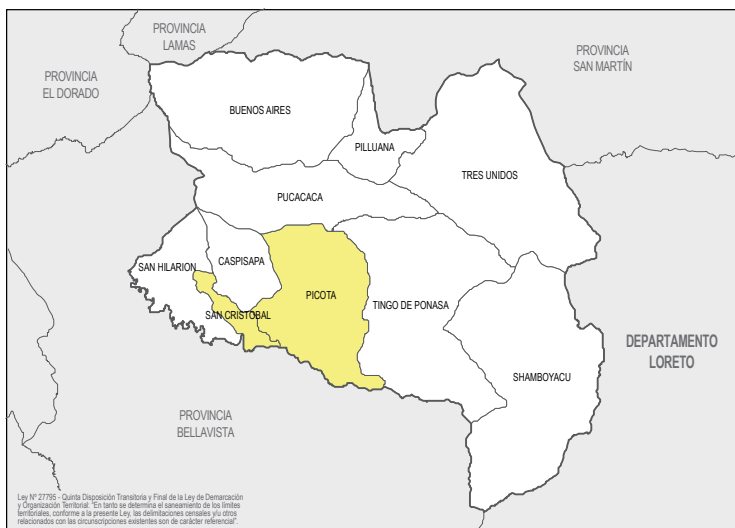 PROVINCIA
LAMAS
PROVINCIA
SAN MARTÍN
PROVINCIA
EL DORADO
BUENOS AIRES
PILLUANA
TRES UNIDOS
PUCACACA
SAN HILARION
CASPISAPA
PICOTA
TINGO DE PONASA
SAN CRISTOBAL
DEPARTAMENTO
LORETO
SHAMBOYACU
PROVINCIA
BELLAVISTA
Ley Nº 27795 - Quinta Disposición Transitoria y Final de la Ley de Demarcación
y Organización Territorial: "En tanto se determina el saneamiento de los límites
territoriales, conforme a la presente Ley, las delimitaciones censales y/u otros
relacionados con las circunscripciones existentes son de carácter referencial".